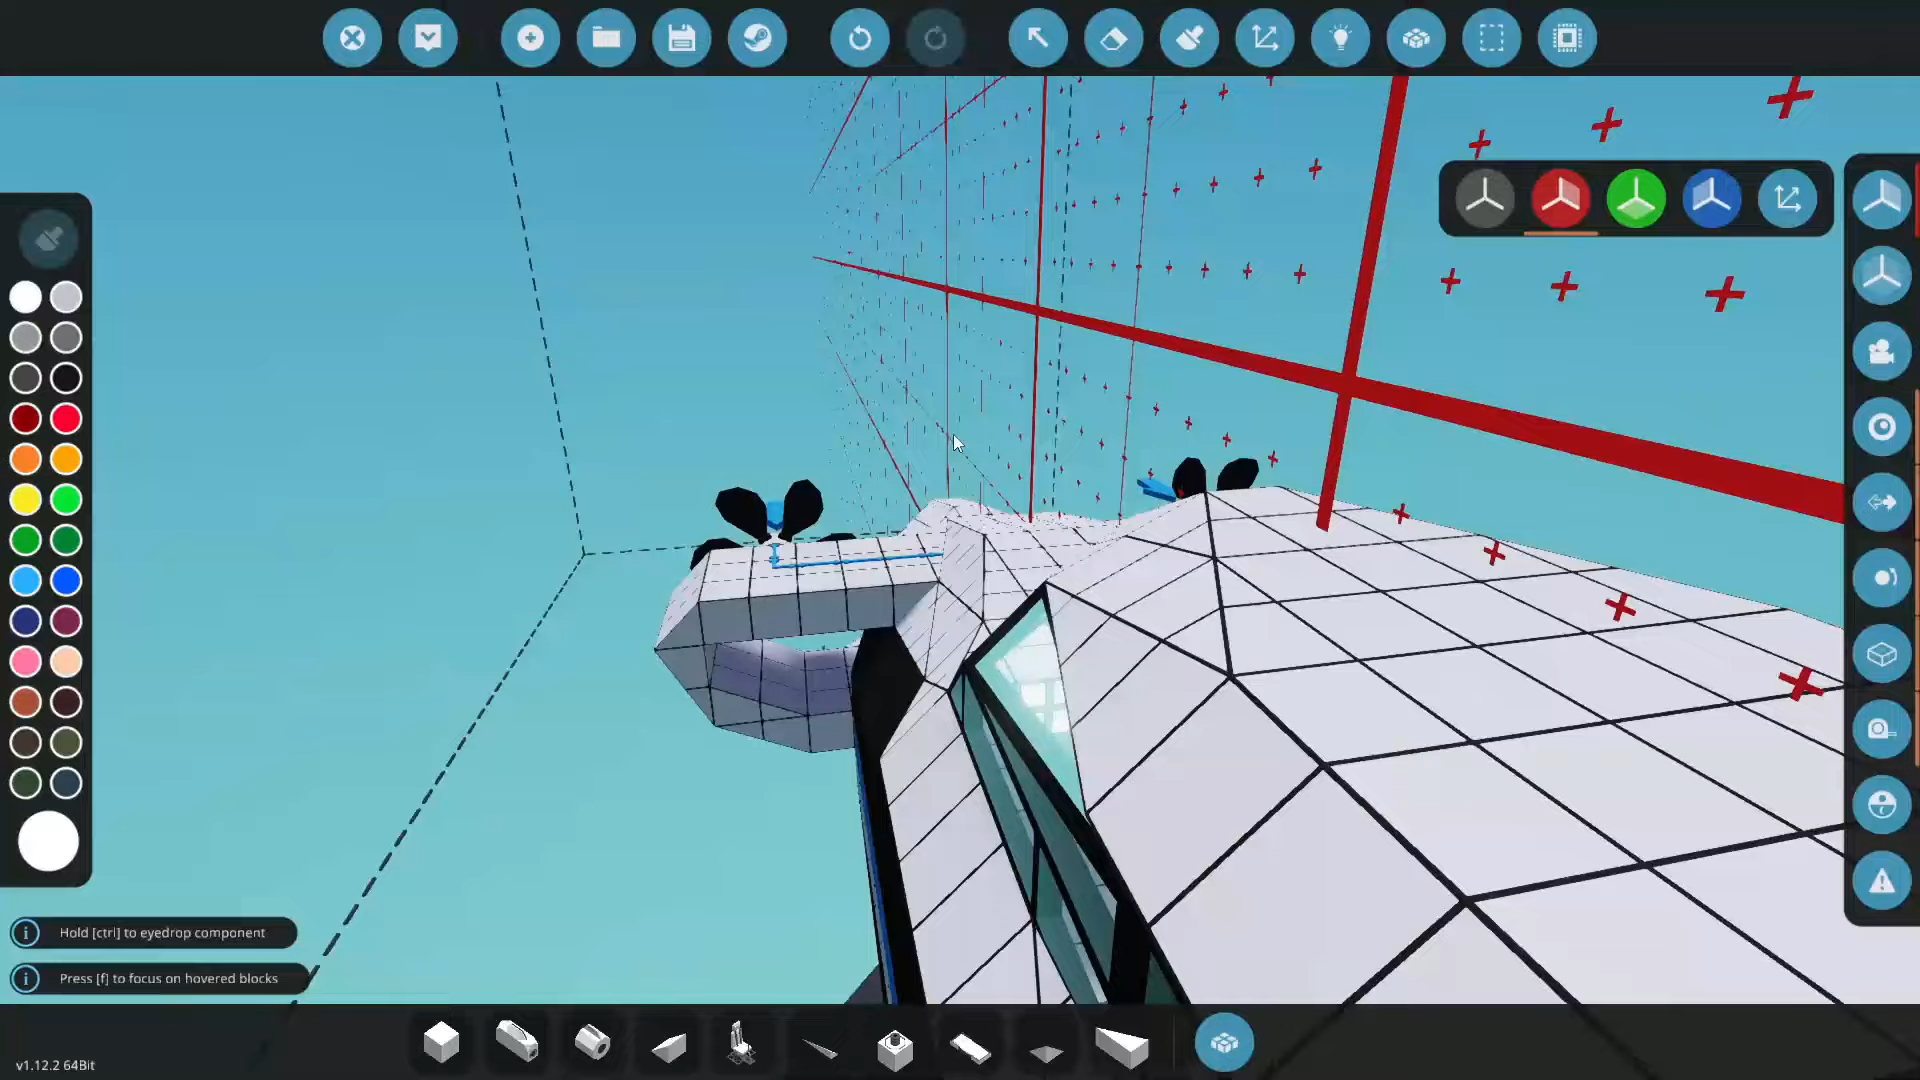 Hold [ctrl] to eyedrop component
Press [f] to focus on hovered blocks
v1.12.2 64Bit